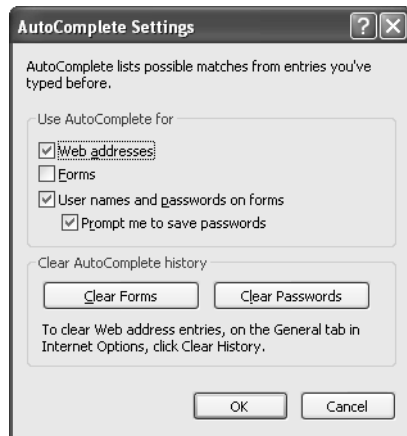 AutoComplete Settings
AutoComplete lists possible matches from entries you've
typed before.
Use AutoComplete for
Web addresses
Forms
User names and passwords on forms
Prompt me to save passwords
Clear AutoComplete history
Clear Forms Clear Passwords
To clear Web address entries, on the General tab in
Internet Options, click Clear History.
OK Cancel